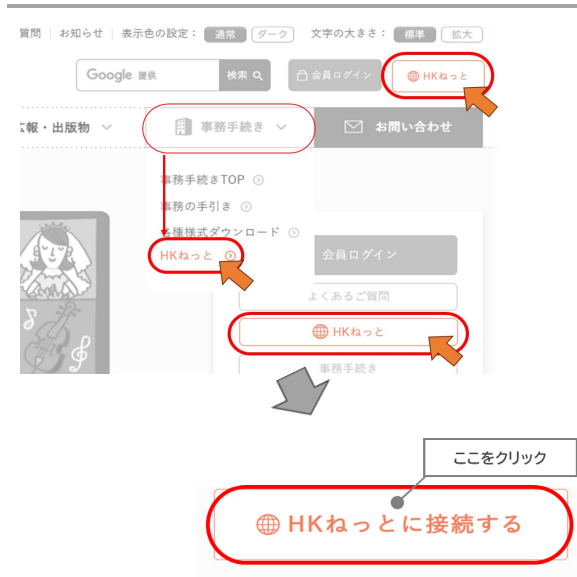 質問 | お知らせ | 表示色の設定： 通常 ダーク 文字の大きさ： 標準 拡大
Google 提供 検索 会員ログイン HKねっと
広報・出版物 事務手続き お問い合わせ
事務手続きTOP
事務の手引き
各種様式ダウンロード
HKねっと
会員ログイン
よくあるご質問
HKねっと
事務手続き
ここをクリック
HKねっとに接続する